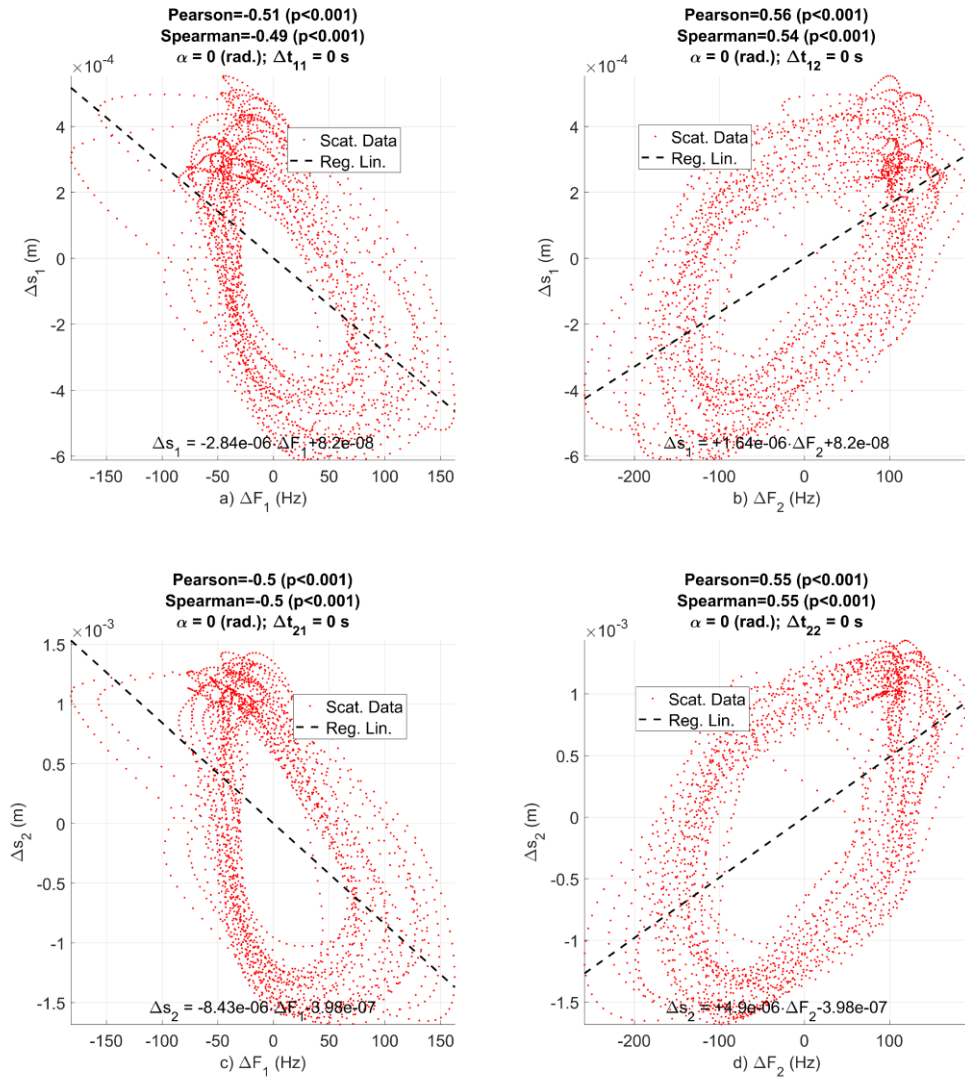 Pearson=-0.51 (p<0.001)
Spearman=-0.49 (p<0.001)
α = 0 (rad.); Δt₁₁ = 0 s
×10⁻⁴
4
2
0
-2
-4
-6
Δs₁ (m)
Scat. Data
Reg. Lin.
Δs₁ = -2.84e-06·ΔF₁+8.2e-08
-150 -100 -50 0 50 100 150
a) ΔF₁ (Hz)
Pearson=0.56 (p<0.001)
Spearman=0.54 (p<0.001)
α = 0 (rad.); Δt₁₂ = 0 s
×10⁻⁴
4
2
0
-2
-4
-6
Δs₁ (m)
Scat. Data
Reg. Lin.
Δs₁ = +1.64e-06·ΔF₂+8.2e-08
-200 -100 0 100
b) ΔF₂ (Hz)
Pearson=-0.5 (p<0.001)
Spearman=-0.5 (p<0.001)
α = 0 (rad.); Δt₂₁ = 0 s
×10⁻³
1.5
1
0.5
0
-0.5
-1
-1.5
Δs₂ (m)
Scat. Data
Reg. Lin.
Δs₂ = -8.43e-06·ΔF₁-3.98e-07
-150 -100 -50 0 50 100 150
c) ΔF₁ (Hz)
Pearson=0.55 (p<0.001)
Spearman=0.55 (p<0.001)
α = 0 (rad.); Δt₂₂ = 0 s
×10⁻³
1
0.5
0
-0.5
-1
-1.5
Δs₂ (m)
Scat. Data
Reg. Lin.
Δs₂ = +4.9e-06·ΔF₂-3.98e-07
-200 -100 0 100
d) ΔF₂ (Hz)